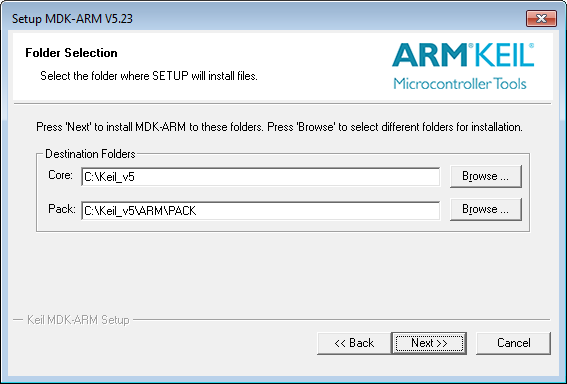 Setup MDK-ARM V5.23
Folder Selection
Select the folder where SETUP will install files.
ARM KEIL®
Microcontroller Tools
Press 'Next' to install MDK-ARM to these folders. Press 'Browse' to select different folders for installation.
Destination Folders
Core: C:\Keil_v5 Browse ...
Pack: C:\Keil_v5\ARM\PACK Browse ...
Keil MDK-ARM Setup
<< Back Next >> Cancel